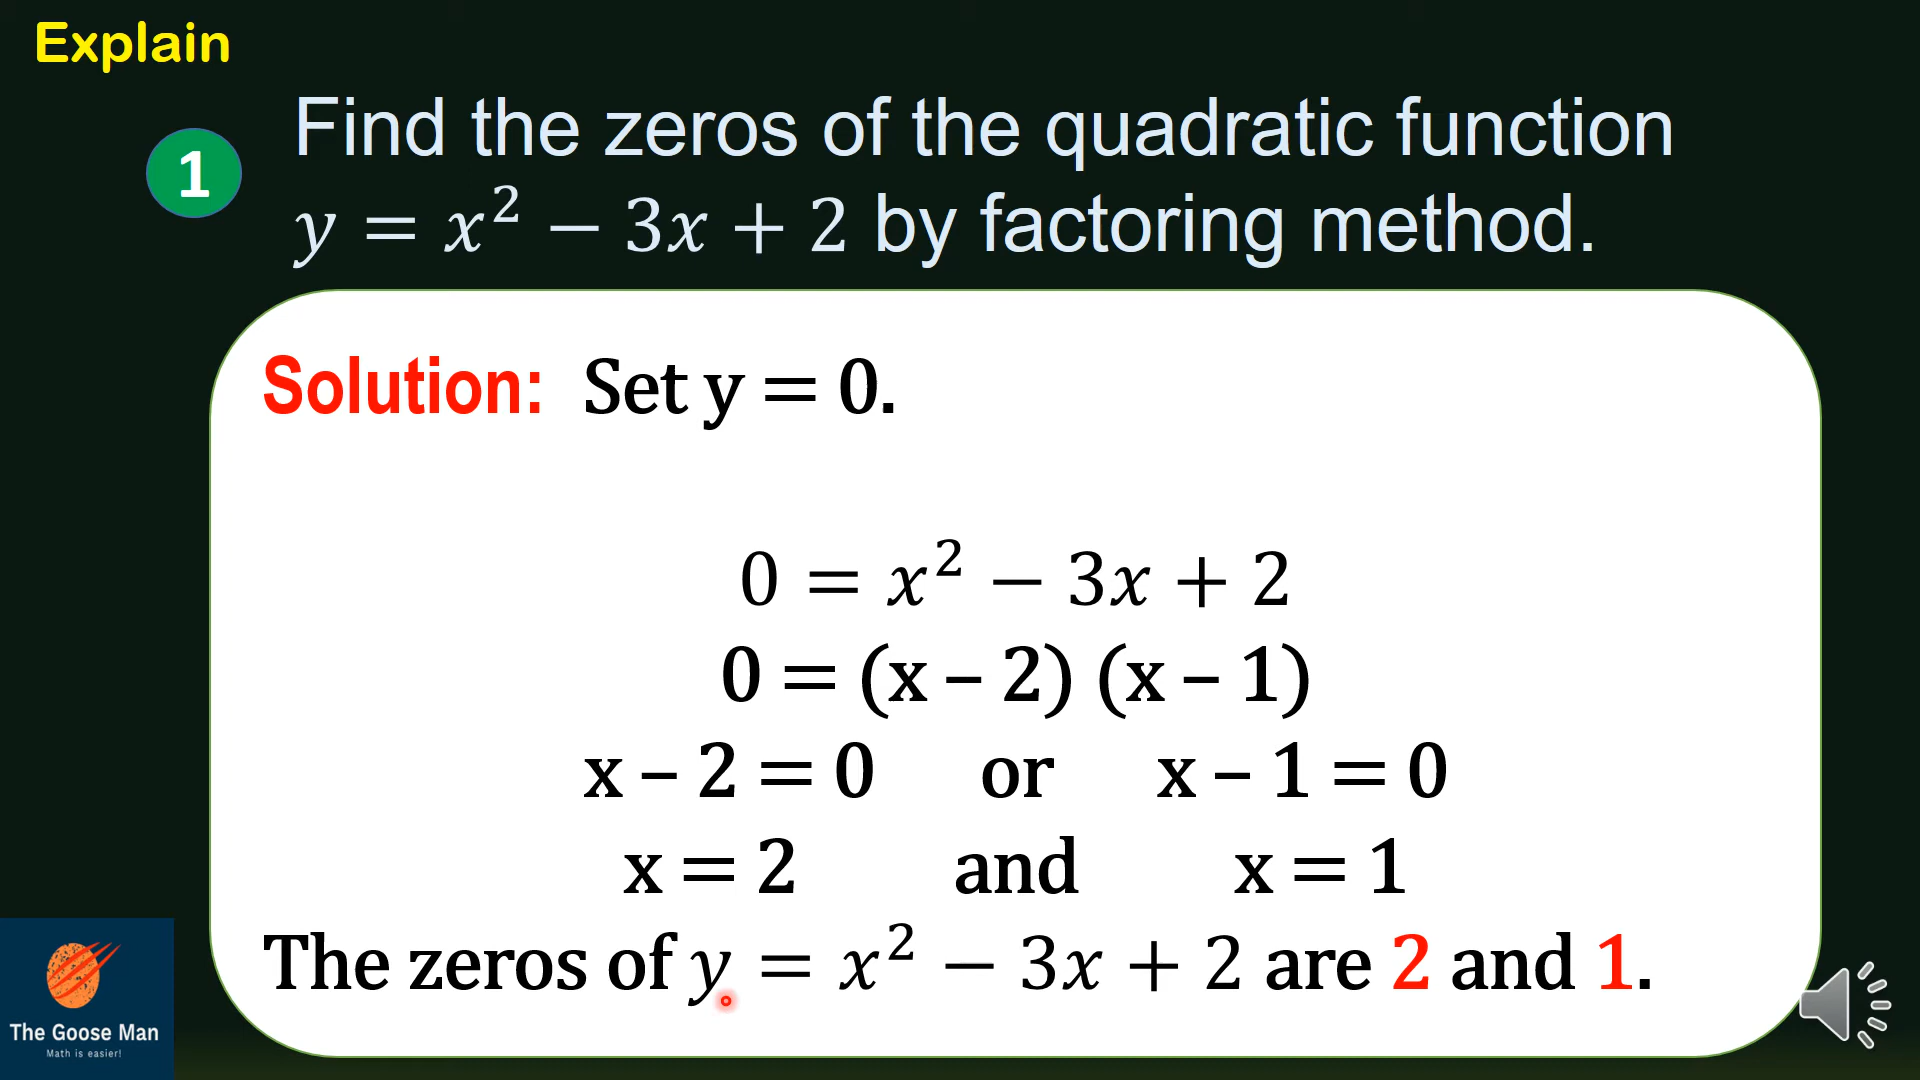 Explain
1
Find the zeros of the quadratic function
y = x² − 3x + 2 by factoring method.
Solution: Set y = 0.
0 = x² − 3x + 2
0 = (x – 2) (x – 1)
x – 2 = 0 or x – 1 = 0
x = 2 and x = 1
The zeros of y = x² − 3x + 2 are 2 and 1.
The Goose Man
Math is easier!